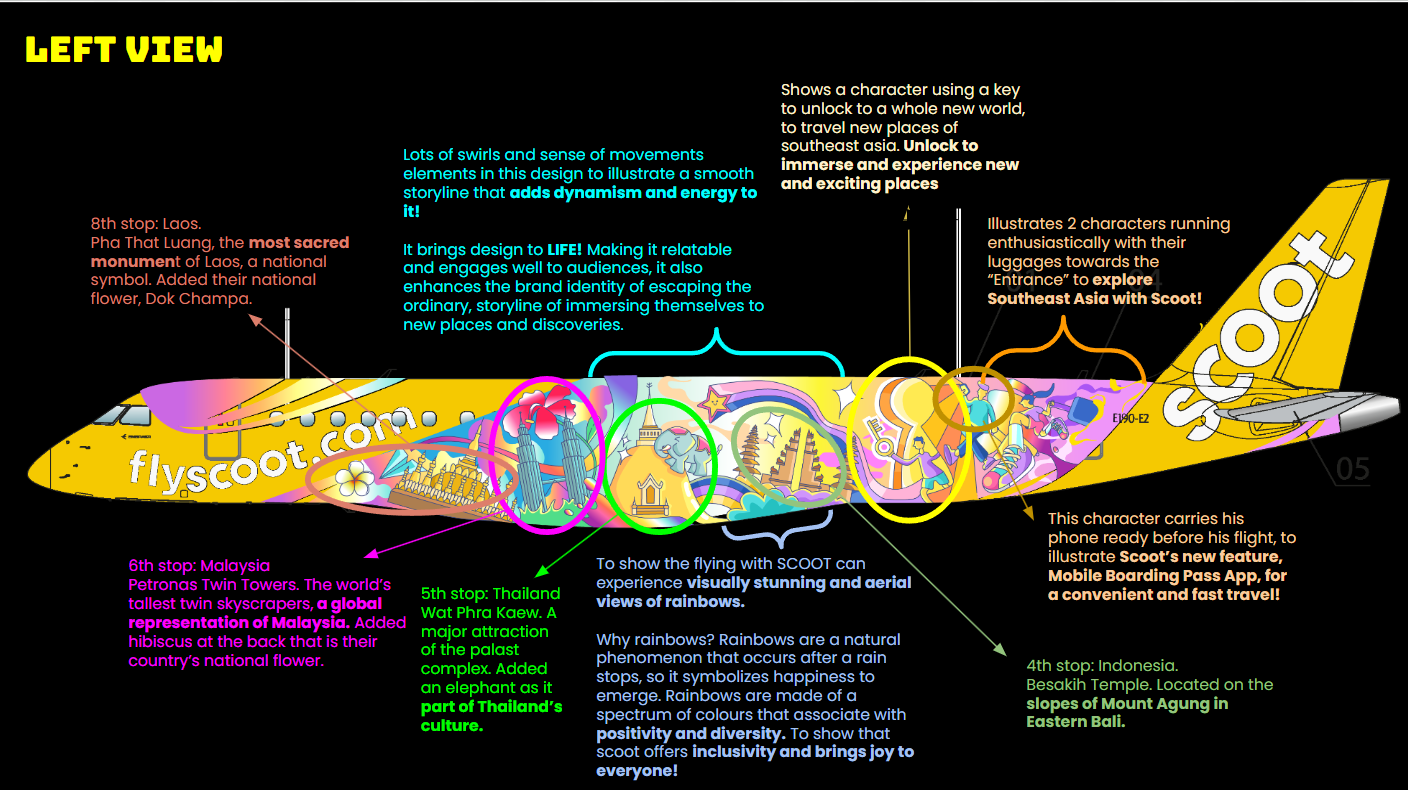 LEFT VIEW
Shows a character using a key
to unlock to a whole new world,
to travel new places of
southeast asia. Unlock to
immerse and experience new
and exciting places
Lots of swirls and sense of movements
elements in this design to illustrate a smooth
storyline that adds dynamism and energy to
it!
It brings design to LIFE! Making it relatable
and engages well to audiences, it also
enhances the brand identity of escaping the
ordinary, storyline of immersing themselves to
new places and discoveries.
8th stop: Laos.
Pha That Luang, the most sacred
monument of Laos, a national
symbol. Added their national
flower, Dok Champa.
Illustrates 2 characters running
enthusiastically with their
luggages towards the
“Entrance” to explore
Southeast Asia with Scoot!
scoot
flyscoot.com
E190-E2
05
This character carries his
phone ready before his flight, to
illustrate Scoot’s new feature,
Mobile Boarding Pass App, for
a convenient and fast travel!
6th stop: Malaysia
Petronas Twin Towers. The world’s
tallest twin skyscrapers, a global
representation of Malaysia. Added
hibiscus at the back that is their
country’s national flower.
5th stop: Thailand
Wat Phra Kaew. A
major attraction
of the palast
complex. Added
an elephant as it
part of Thailand’s
culture.
To show the flying with SCOOT can
experience visually stunning and aerial
views of rainbows.
Why rainbows? Rainbows are a natural
phenomenon that occurs after a rain
stops, so it symbolizes happiness to
emerge. Rainbows are made of a
spectrum of colours that associate with
positivity and diversity. To show that
scoot offers inclusivity and brings joy to
everyone!
4th stop: Indonesia.
Besakih Temple. Located on the
slopes of Mount Agung in
Eastern Bali.